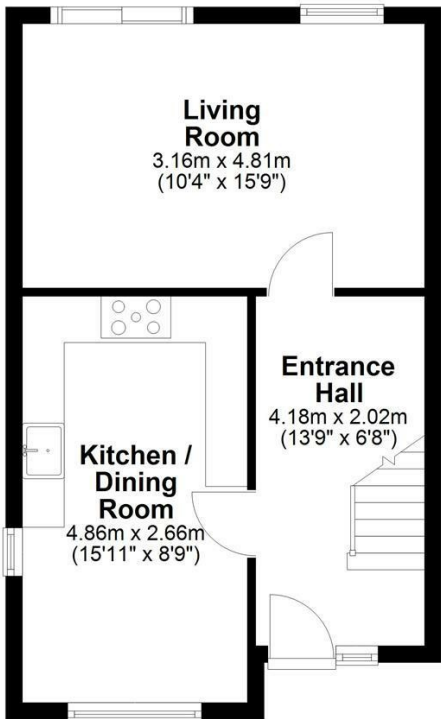 Living
Room
3.16m x 4.81m
(10'4" x 15'9")
Entrance
Hall
4.18m x 2.02m
(13'9" x 6'8")
Kitchen /
Dining
Room
4.86m x 2.66m
(15'11" x 8'9")